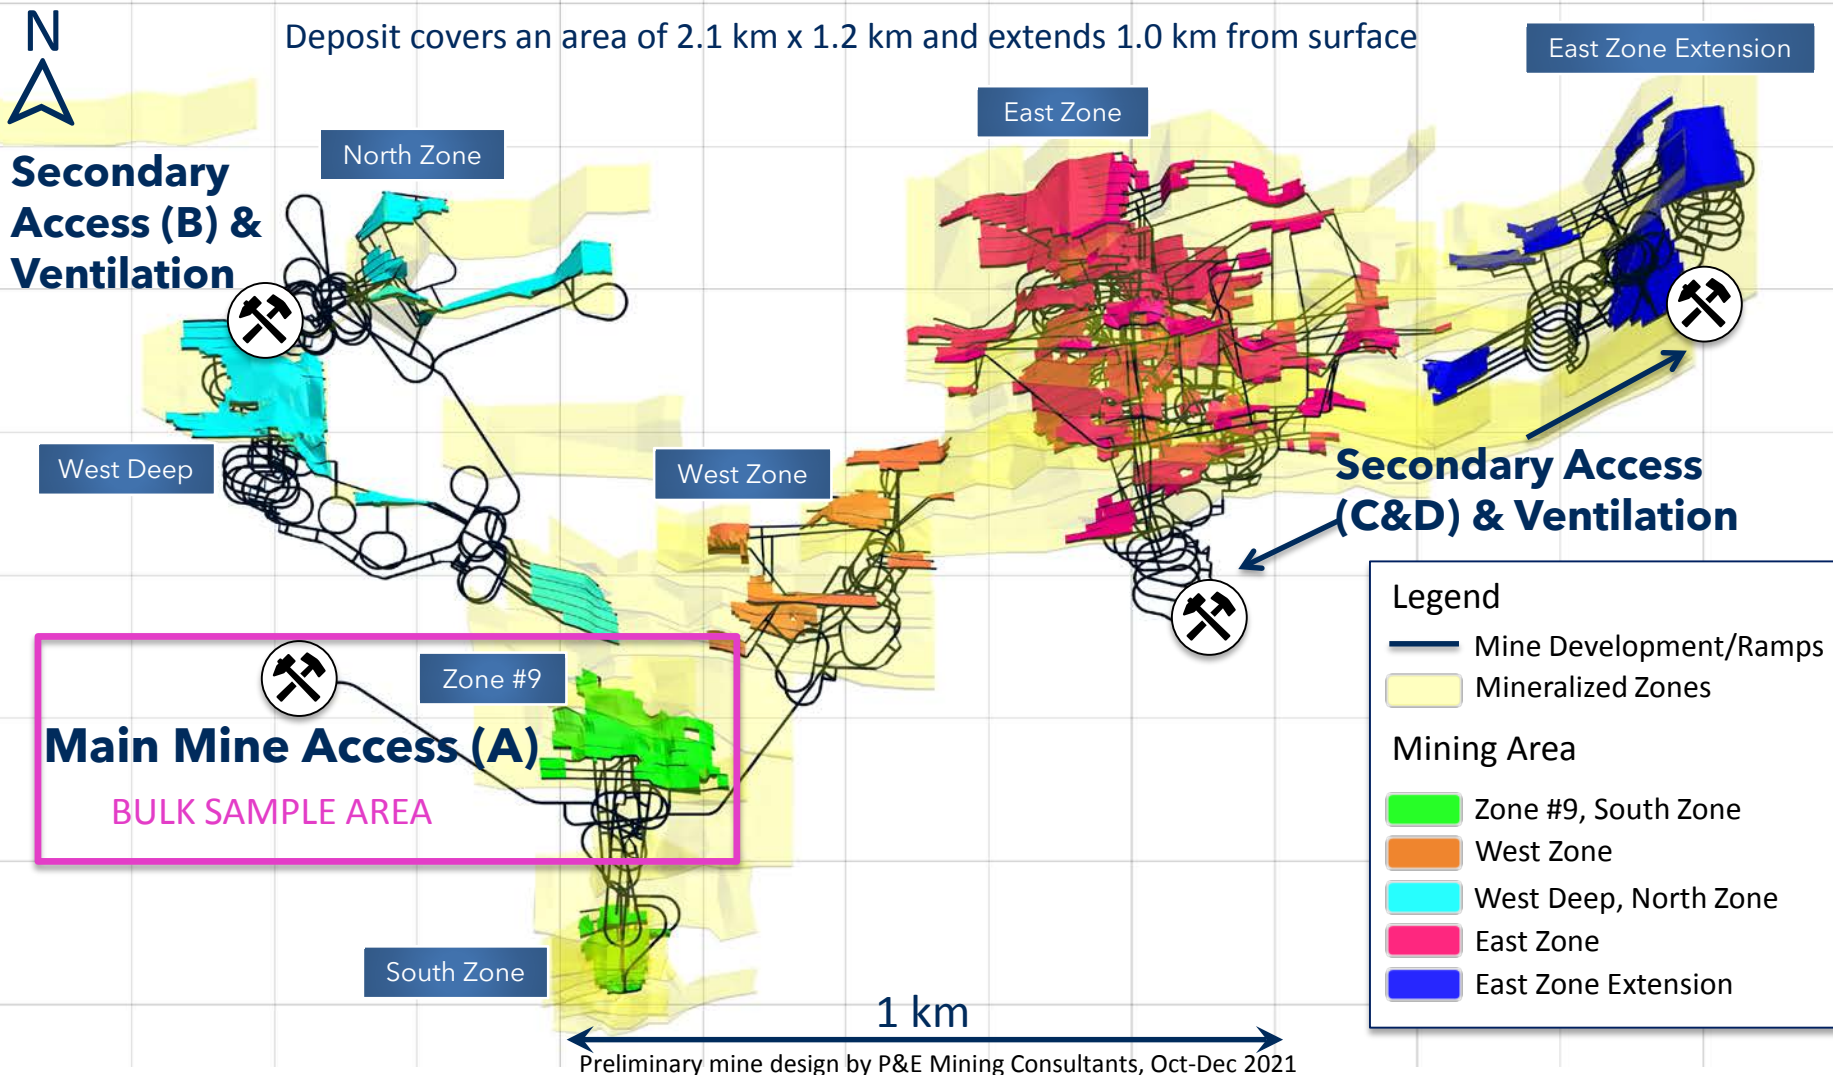 N
Deposit covers an area of 2.1 km x 1.2 km and extends 1.0 km from surface
East Zone Extension
East Zone
North Zone
Secondary
Access (B) &
Ventilation
West Deep
West Zone
Secondary Access
(C&D) & Ventilation
Zone #9
Main Mine Access (A)
BULK SAMPLE AREA
South Zone
1 km
Preliminary mine design by P&E Mining Consultants, Oct-Dec 2021
Legend
Mine Development/Ramps
Mineralized Zones
Mining Area
Zone #9, South Zone
West Zone
West Deep, North Zone
East Zone
East Zone Extension